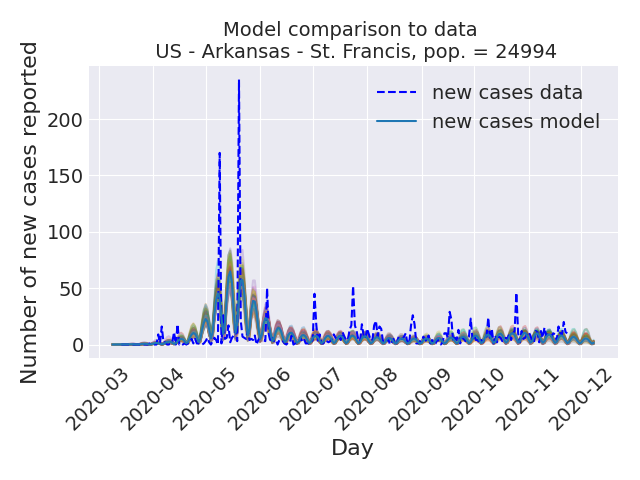 Model comparison to data
US - Arkansas - St. Francis, pop. = 24994
Number of new cases reported
200
150
100
50
0
new cases data
new cases model
2020-03
2020-04
2020-05
2020-06
2020-07
2020-08
2020-09
2020-10
2020-11
2020-12
Day